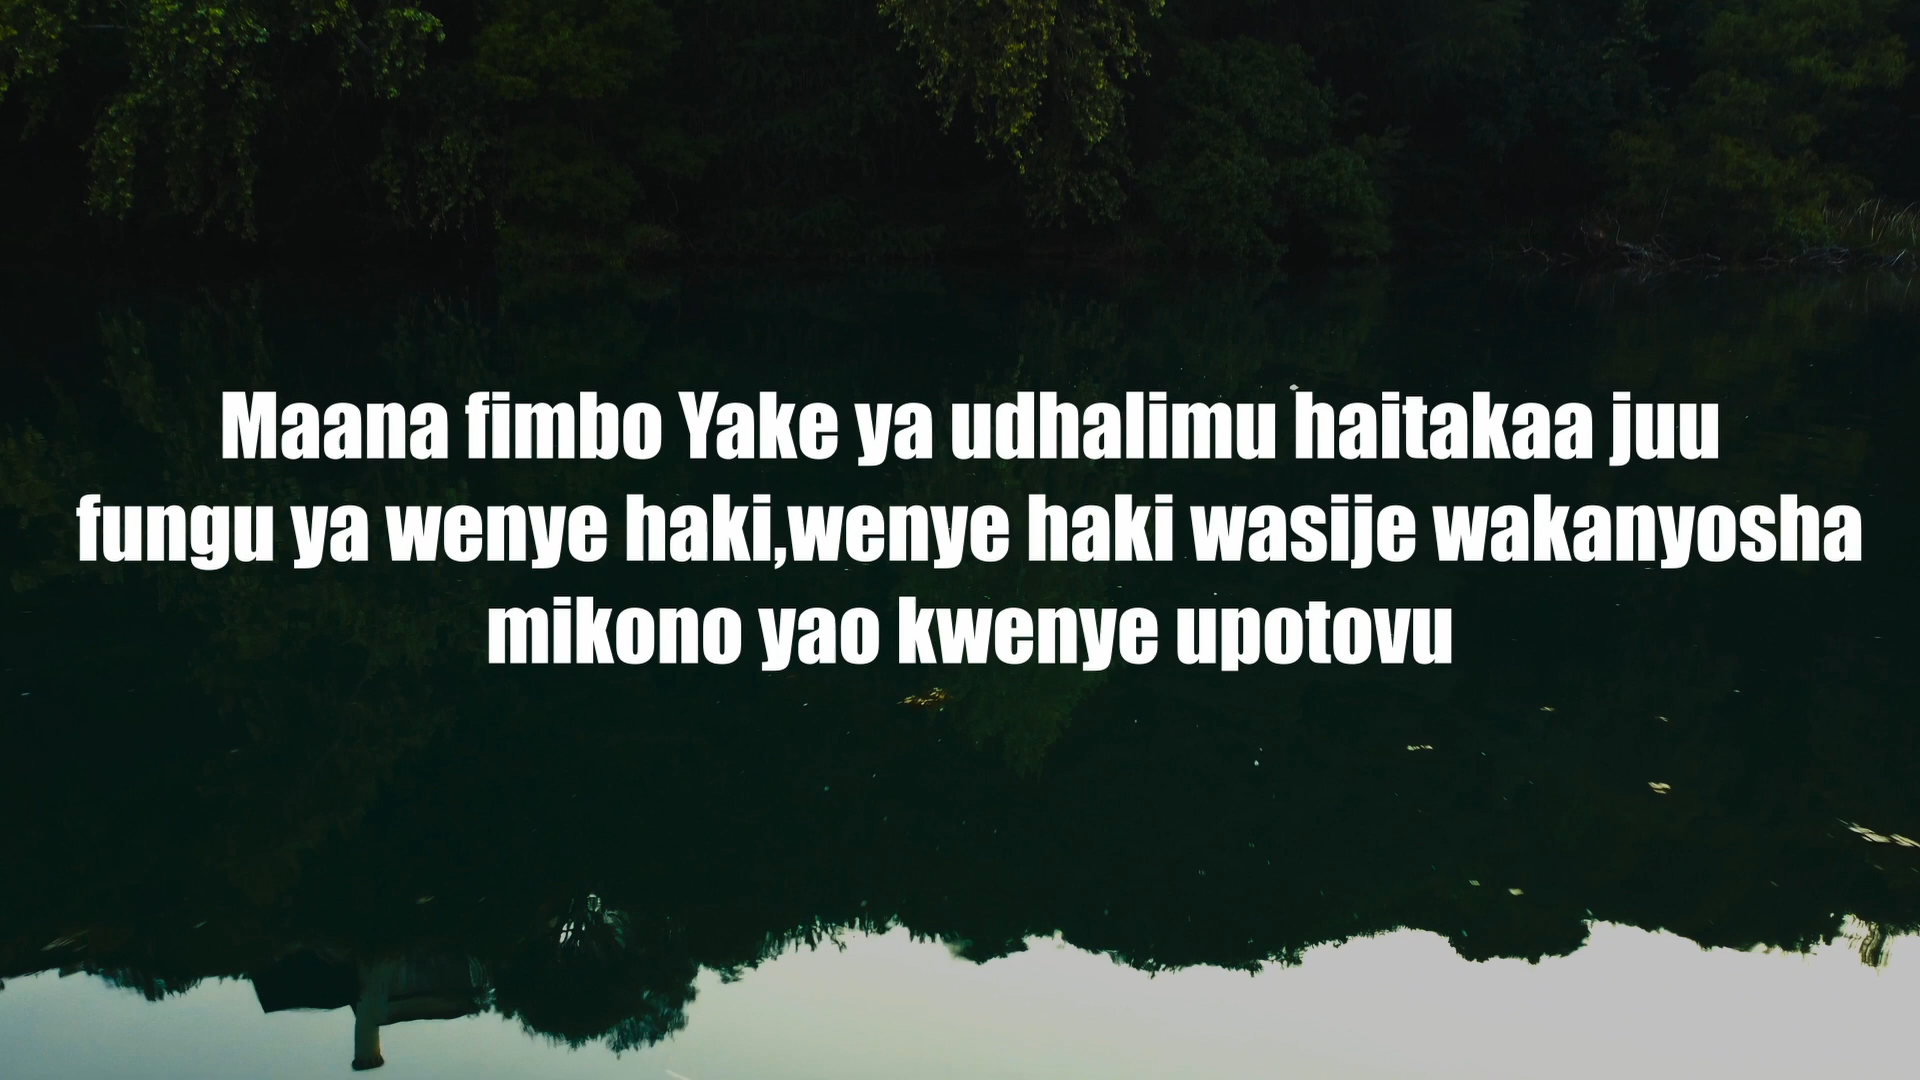 Maana fimbo Yake ya udhalimu haitakaa juu
fungu ya wenye haki,wenye haki wasije wakanyosha
mikono yao kwenye upotovu